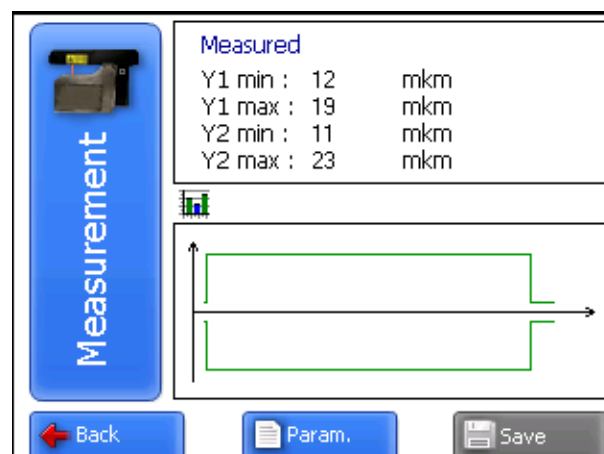 Measurement
Measured
Y1 min : 12 mkm
Y1 max : 19 mkm
Y2 min : 11 mkm
Y2 max : 23 mkm
Back
Param.
Save